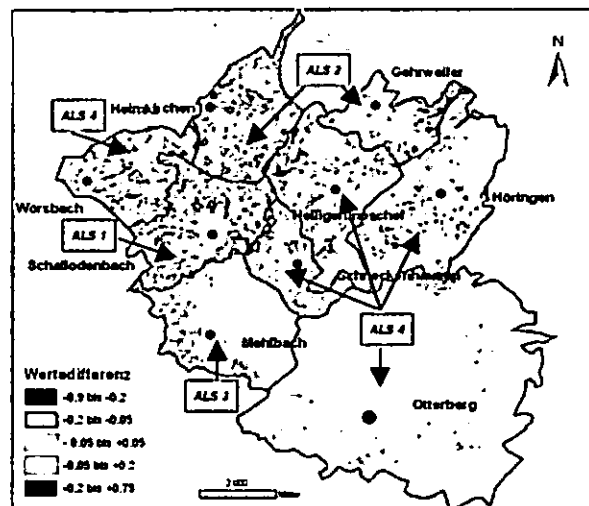 ALS 2
Gehrweiler
N
ALS 4
Heimkirchen
Höringen
Wörsbach
ALS 1
Schallodenbach
Mehlbach
ALS 4
ALS 3
Otterberg
Wertedifferenz
-0.9 bis -0.2
-0.2 bis -0.05
-0.05 bis +0.05
-0.05 bis +0.2
-0.2 bis +0.73